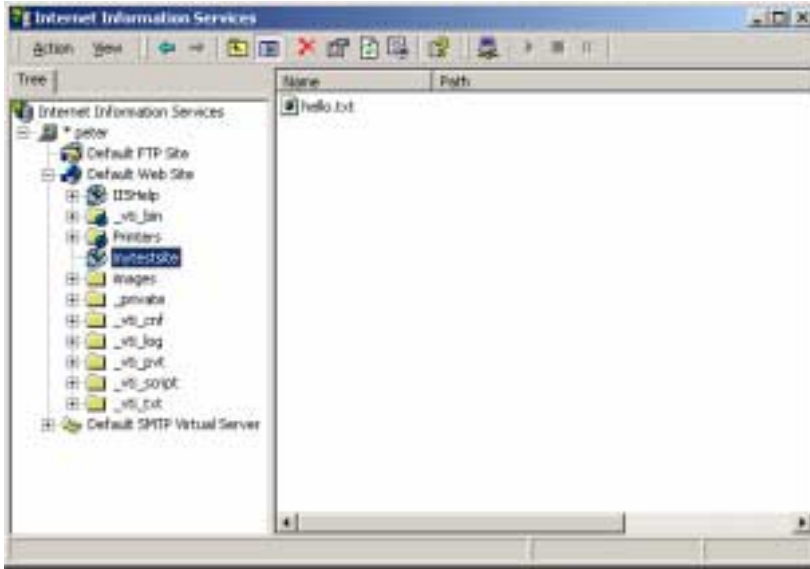 Internet Information Services
Action View
Tree
Name Path
Internet Information Services
* peter
Default FTP Site
Default Web Site
IISHelp
_vti_bin
Printers
mytestsite
images
_private
_vti_cnf
_vti_log
_vti_pvt
_vti_script
_vti_txt
Default SMTP Virtual Server
hello.txt